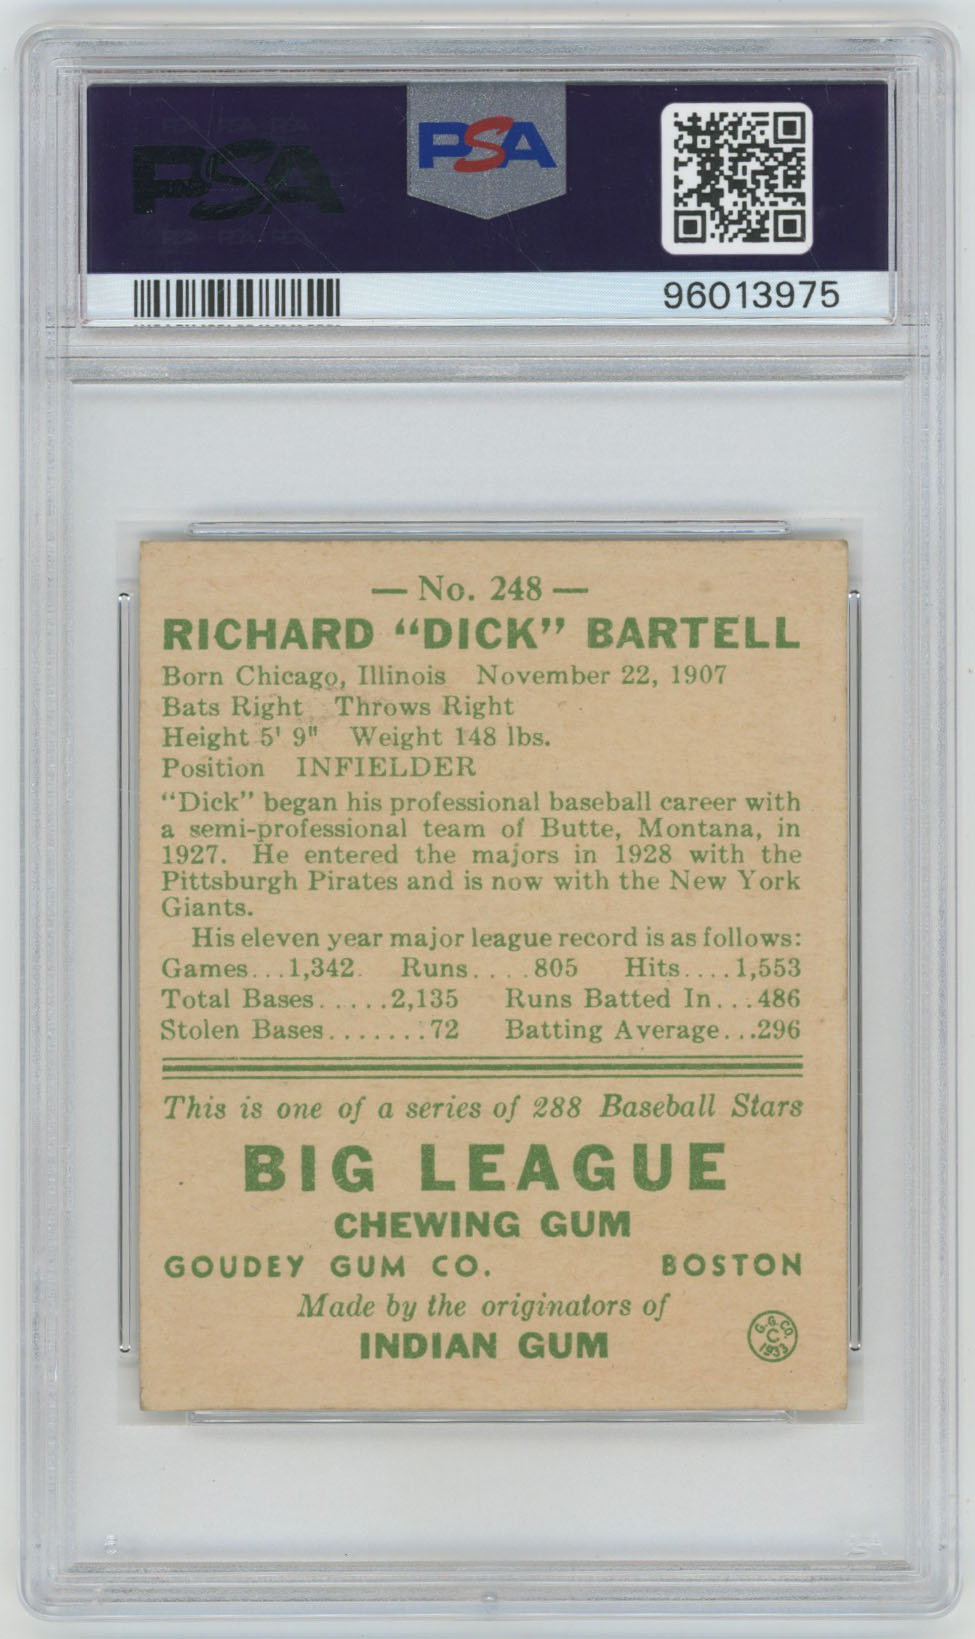 PSA
PSA
96013975
— No. 248 —
RICHARD “DICK” BARTELL
Born Chicago, Illinois November 22, 1907
Bats Right Throws Right
Height 5' 9" Weight 148 lbs.
Position INFIELDER
“Dick” began his professional baseball career with
a semi-professional team of Butte, Montana, in
1927. He entered the majors in 1928 with the
Pittsburgh Pirates and is now with the New York
Giants.
His eleven year major league record is as follows:
Games...1,342. Runs....805 Hits....1,553
Total Bases.....2,135 Runs Batted In...486
Stolen Bases.......72 Batting Average...296
This is one of a series of 288 Baseball Stars
BIG LEAGUE
CHEWING GUM
GOUDEY GUM CO. BOSTON
Made by the originators of
INDIAN GUM
G.G.CO.
C
1933